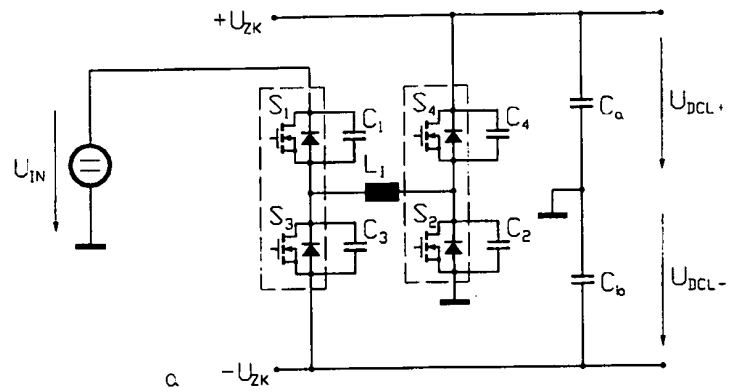 +U_ZK
S_1
C_1
S_4
C_4
C_a
U_DCL+
U_IN
L_1
S_3
C_3
S_2
C_2
C_b
U_DCL-
a
-U_ZK